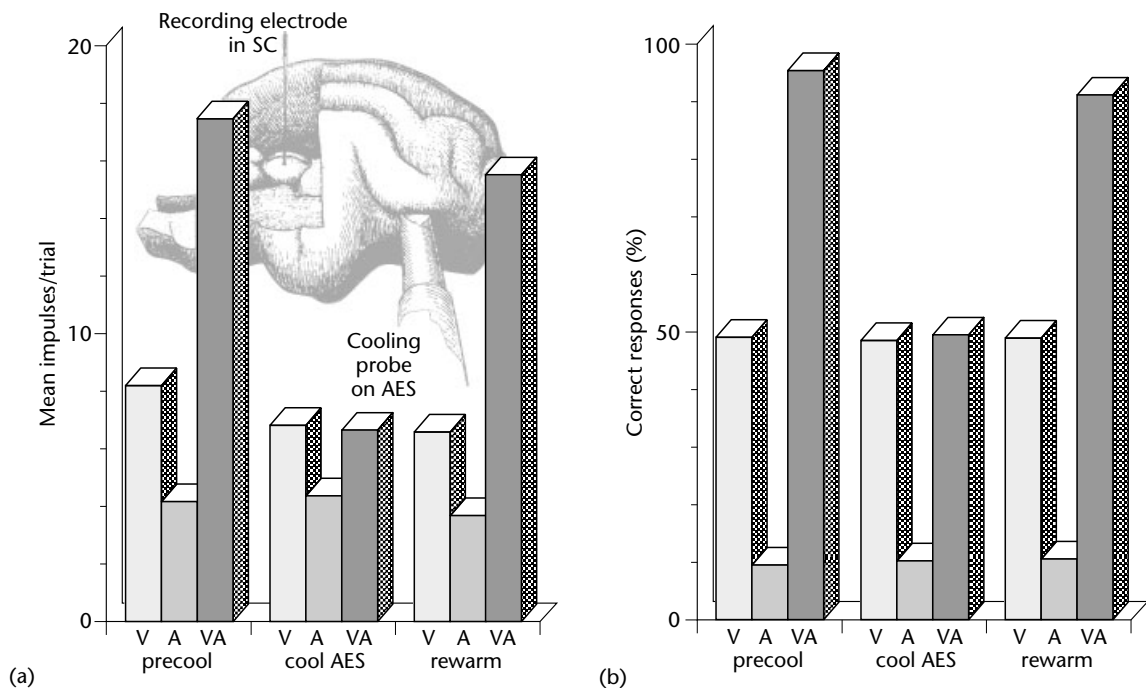 Recording electrode
in SC
20
10
0
Mean impulses/trial
Cooling
probe
on AES
V A VA V A VA V A VA
precool cool AES rewarm
(a)
100
50
0
Correct responses (%)
V A VA V A VA V A VA
precool cool AES rewarm
(b)